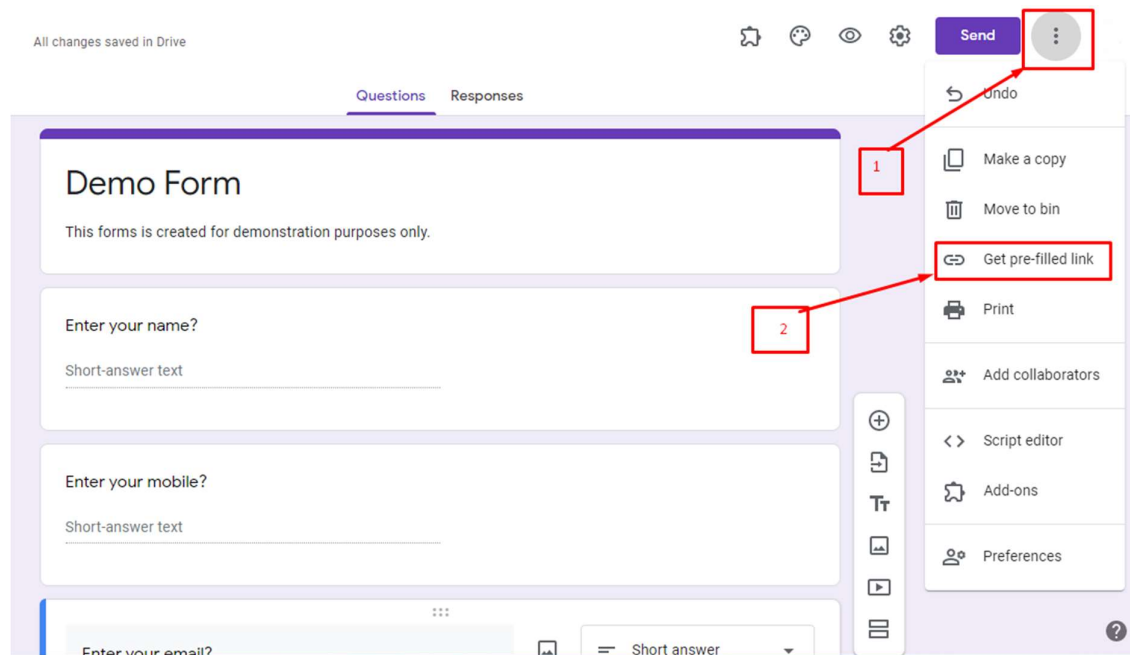 All changes saved in Drive
Send
Questions Responses
Undo
Make a copy
Move to bin
Get pre-filled link
Print
Add collaborators
Script editor
Add-ons
Preferences
1
2
Demo Form
This forms is created for demonstration purposes only.
Enter your name?
Short-answer text
Enter your mobile?
Short-answer text
Enter your email?
Short answer